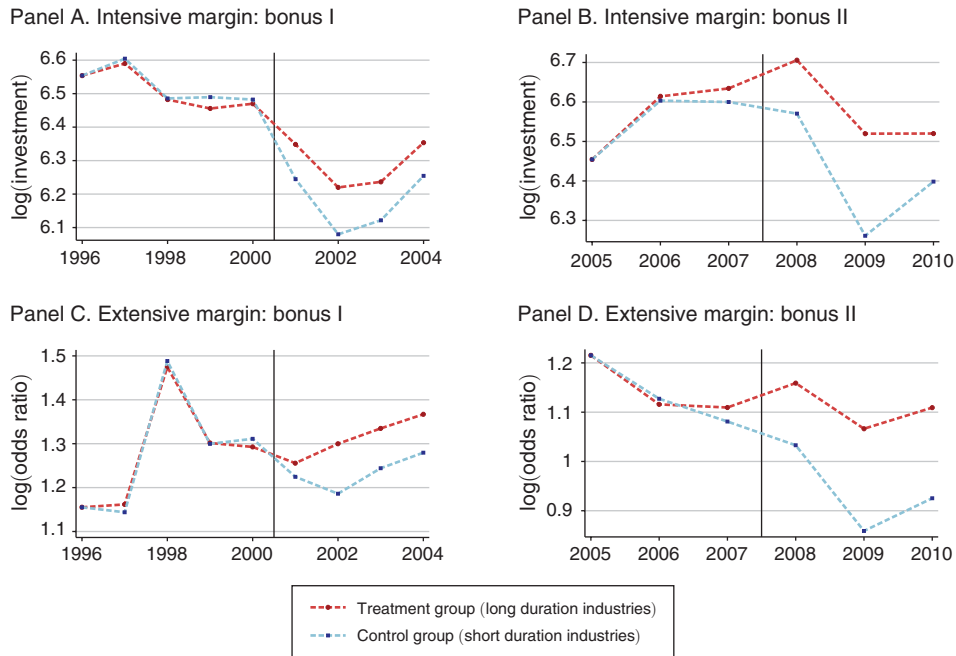 Panel A. Intensive margin: bonus I
log(investment)
6.6
6.5
6.4
6.3
6.2
6.1
1996 1998 2000 2002 2004
Panel B. Intensive margin: bonus II
log(investment)
6.7
6.6
6.5
6.4
6.3
2005 2006 2007 2008 2009 2010
Panel C. Extensive margin: bonus I
log(odds ratio)
1.5
1.4
1.3
1.2
1.1
1996 1998 2000 2002 2004
Panel D. Extensive margin: bonus II
log(odds ratio)
1.2
1.1
1
0.9
2005 2006 2007 2008 2009 2010
Treatment group (long duration industries)
Control group (short duration industries)